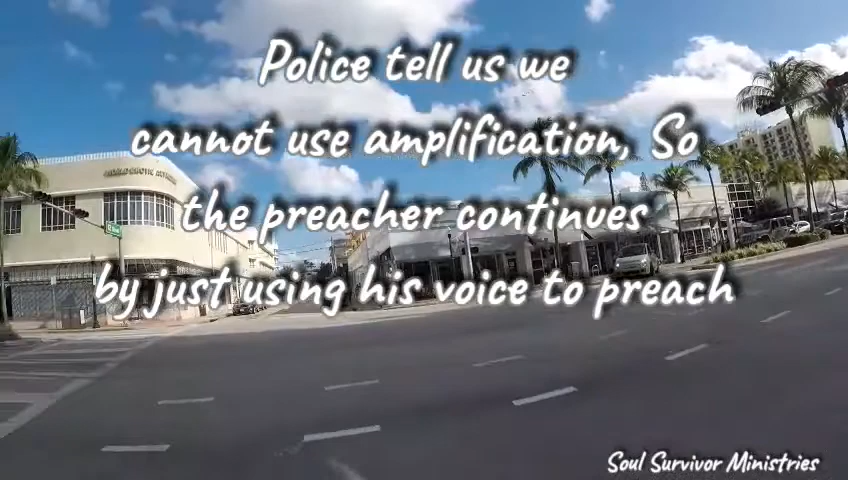 Police tell us we
cannot use amplification, So
the preacher continues
by just using his voice to preach
Soul Survivor Ministries